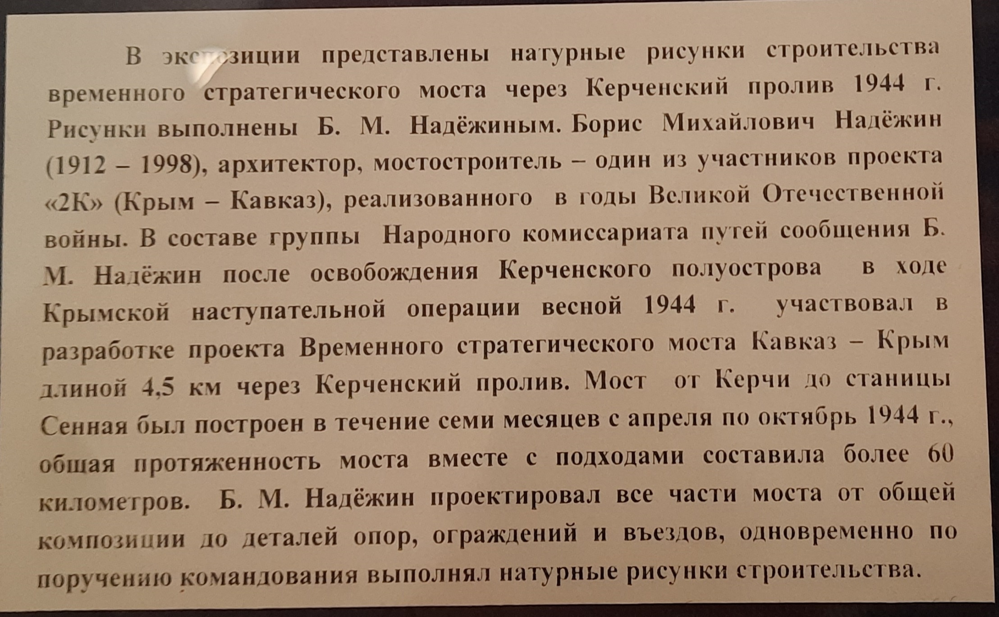 В экспозиции представлены натурные рисунки строительства
временного стратегического моста через Керченский пролив 1944 г.
Рисунки выполнены Б. М. Надёжиным. Борис Михайлович Надёжин
(1912 – 1998), архитектор, мостостроитель – один из участников проекта
«2К» (Крым – Кавказ), реализованного в годы Великой Отечественной
войны. В составе группы Народного комиссариата путей сообщения Б.
М. Надёжин после освобождения Керченского полуострова в ходе
Крымской наступательной операции весной 1944 г. участвовал в
разработке проекта Временного стратегического моста Кавказ – Крым
длиной 4,5 км через Керченский пролив. Мост от Керчи до станицы
Сенная был построен в течение семи месяцев с апреля по октябрь 1944 г.,
общая протяженность моста вместе с подходами составила более 60
километров. Б. М. Надёжин проектировал все части моста от общей
композиции до деталей опор, ограждений и въездов, одновременно по
поручению командования выполнял натурные рисунки строительства.